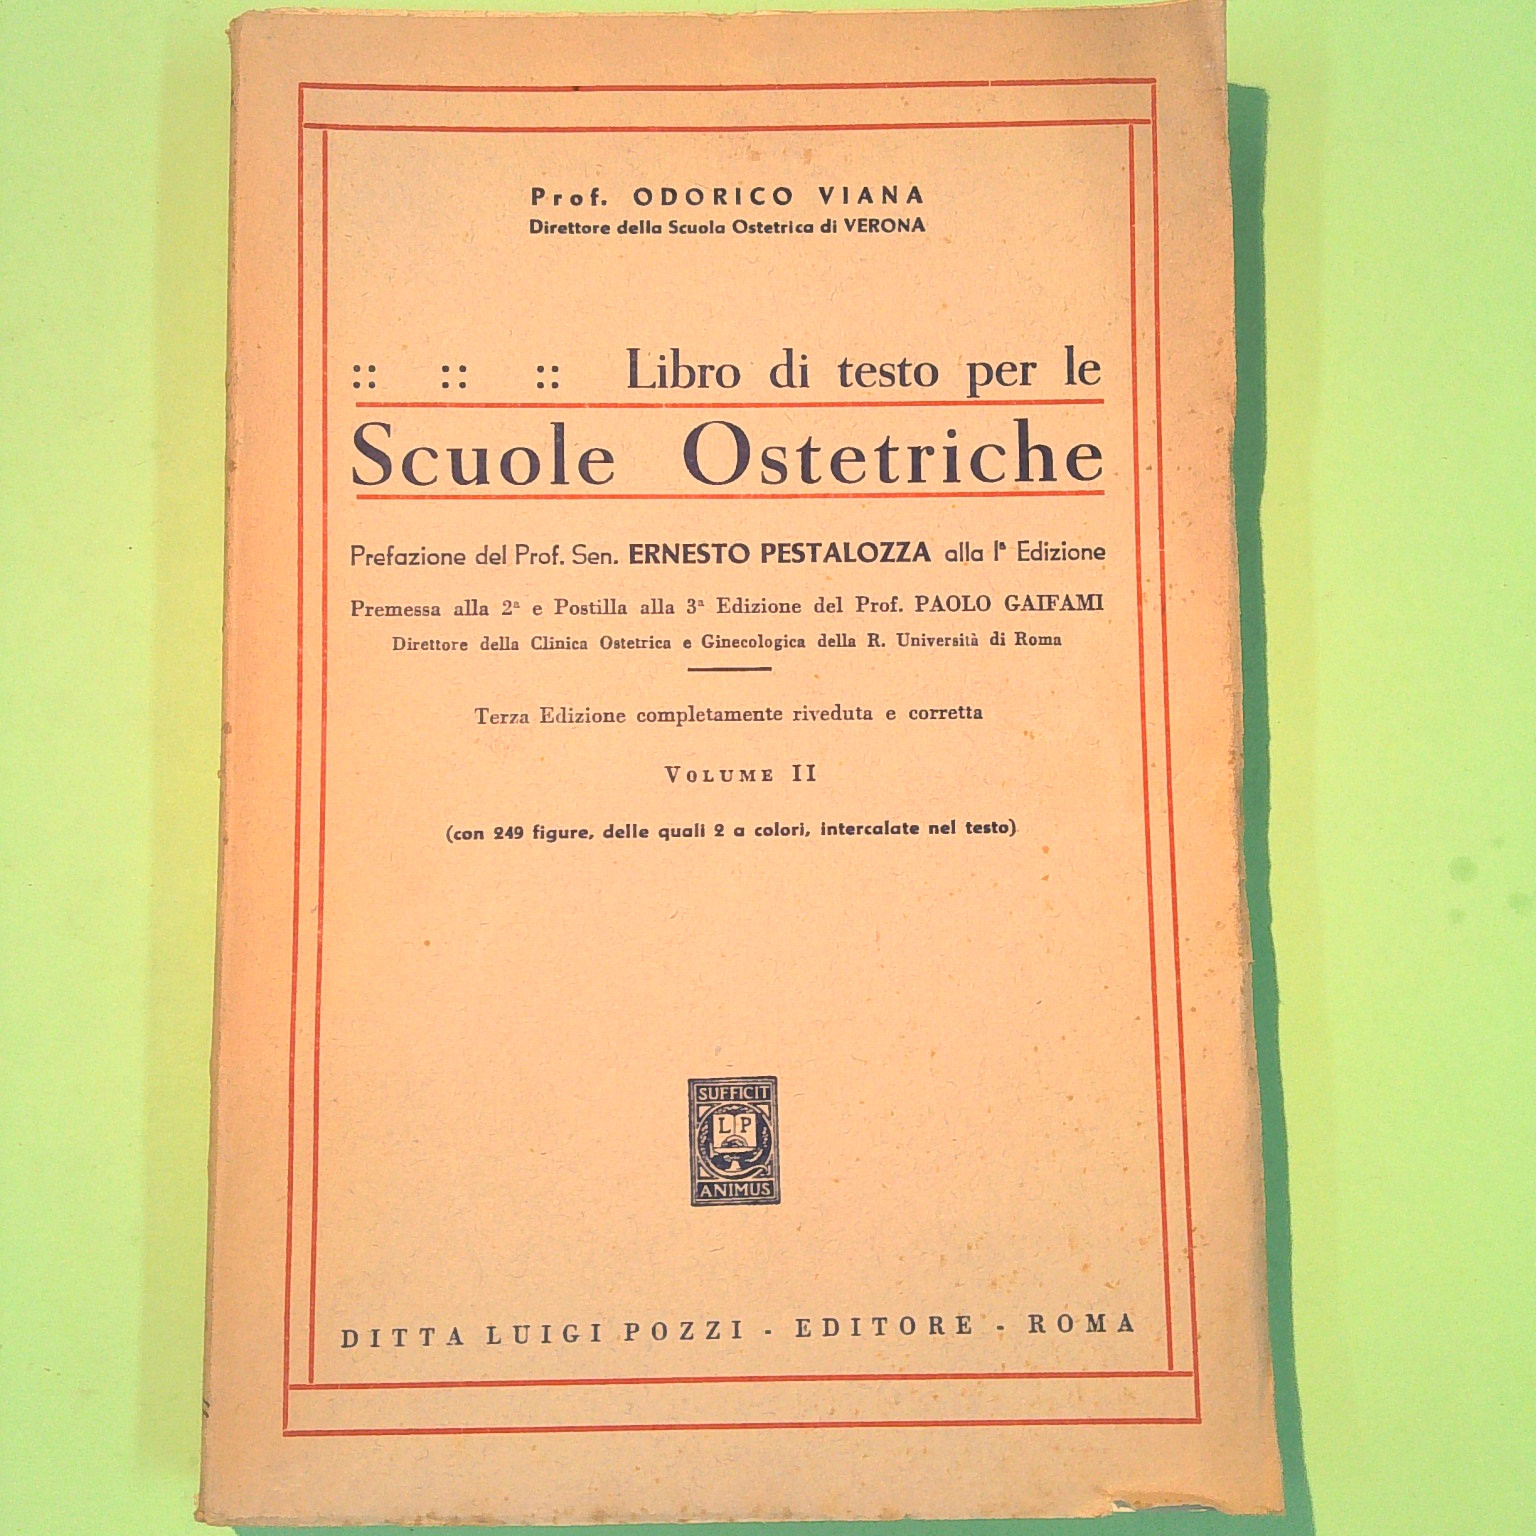 Prof. ODORICO VIANA
Direttore della Scuola Ostetrica di VERONA
:: :: :: Libro di testo per le
Scuole Ostetriche
Prefazione del Prof. Sen. ERNESTO PESTALOZZA alla Iª Edizione
Premessa alla 2ª e Postilla alla 3ª Edizione del Prof. PAOLO GAIFAMI
Direttore della Clinica Ostetrica e Ginecologica della R. Università di Roma
Terza Edizione completamente riveduta e corretta
VOLUME II
(con 249 figure, delle quali 2 a colori, intercalate nel testo)
SUFFICIT
L P
ANIMUS
DITTA LUIGI POZZI - EDITORE - ROMA